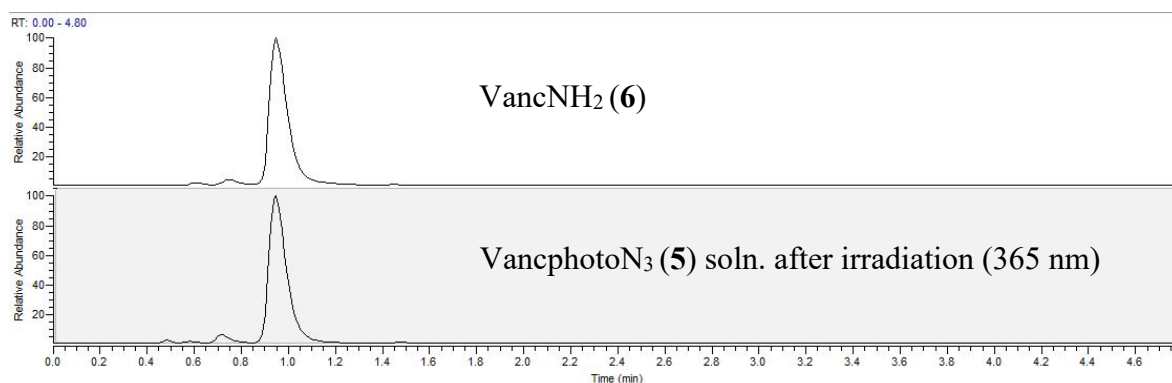 RT: 0.00 - 4.80
100
80
60
40
20
Relative Abundance
VancNH₂ (6)
100
80
60
40
20
Relative Abundance
VancphotoN₃ (5) soln. after irradiation (365 nm)
0.0 0.2 0.4 0.6 0.8 1.0 1.2 1.4 1.6 1.8 2.0 2.2 2.4 2.6 2.8 3.0 3.2 3.4 3.6 3.8 4.0 4.2 4.4 4.6
Time (min)